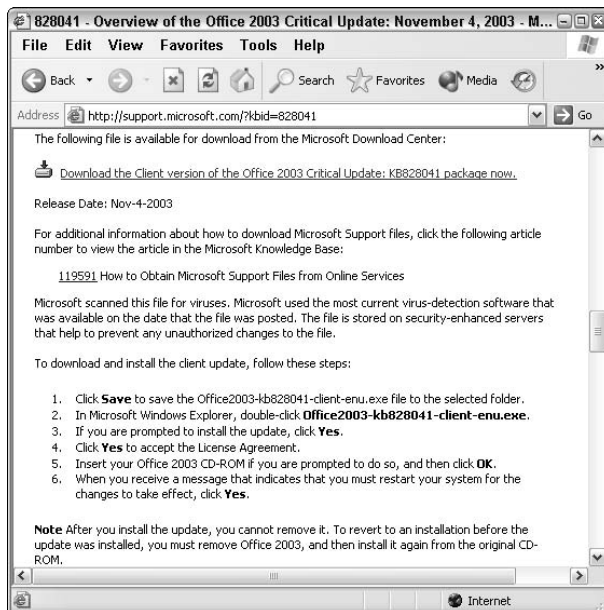 828041 - Overview of the Office 2003 Critical Update: November 4, 2003 - M...
File Edit View Favorites Tools Help
Back Search Favorites Media »
Address http://support.microsoft.com/?kbid=828041 Go
The following file is available for download from the Microsoft Download Center:
Download the Client version of the Office 2003 Critical Update: KB828041 package now.
Release Date: Nov-4-2003
For additional information about how to download Microsoft Support files, click the following article
number to view the article in the Microsoft Knowledge Base:
119591 How to Obtain Microsoft Support Files from Online Services
Microsoft scanned this file for viruses. Microsoft used the most current virus-detection software that
was available on the date that the file was posted. The file is stored on security-enhanced servers
that help to prevent any unauthorized changes to the file.
To download and install the client update, follow these steps:
1. Click Save to save the Office2003-kb828041-client-enu.exe file to the selected folder.
2. In Microsoft Windows Explorer, double-click Office2003-kb828041-client-enu.exe.
3. If you are prompted to install the update, click Yes.
4. Click Yes to accept the License Agreement.
5. Insert your Office 2003 CD-ROM if you are prompted to do so, and then click OK.
6. When you receive a message that indicates that you must restart your system for the
changes to take effect, click Yes.
Note After you install the update, you cannot remove it. To revert to an installation before the
update was installed, you must remove Office 2003, and then install it again from the original CD-
ROM.
Internet